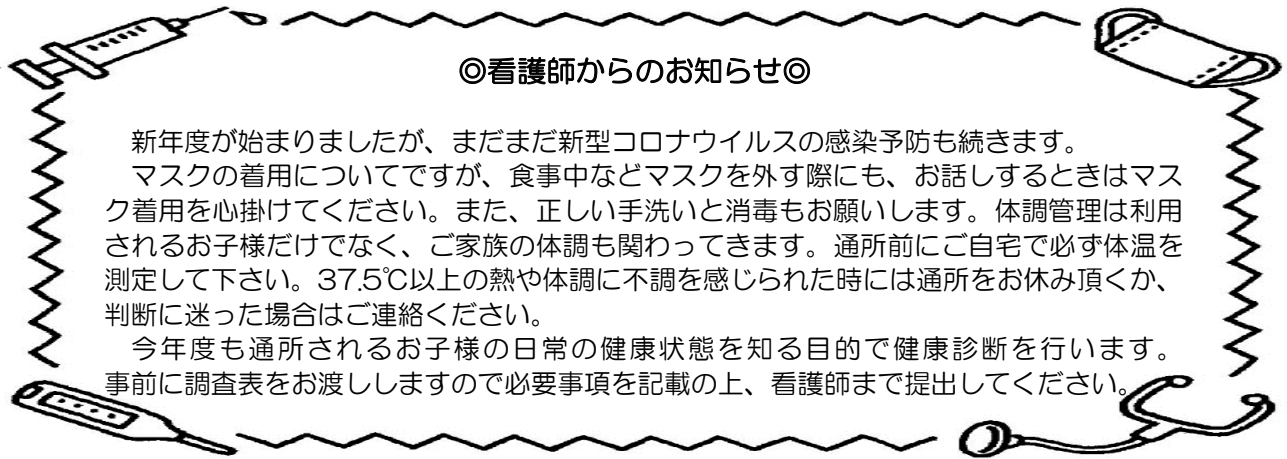 ◎看護師からのお知らせ◎
　新年度が始まりましたが、まだまだ新型コロナウイルスの感染予防も続きます。
　マスクの着用についてですが、食事中などマスクを外す際にも、お話しするときはマス
ク着用を心掛けてください。また、正しい手洗いと消毒もお願いします。体調管理は利用
されるお子様だけでなく、ご家族の体調も関わってきます。通所前にご自宅で必ず体温を
測定して下さい。37.5℃以上の熱や体調に不調を感じられた時には通所をお休み頂くか、
判断に迷った場合はご連絡ください。
　今年度も通所されるお子様の日常の健康状態を知る目的で健康診断を行います。
事前に調査表をお渡ししますので必要事項を記載の上、看護師まで提出してください。